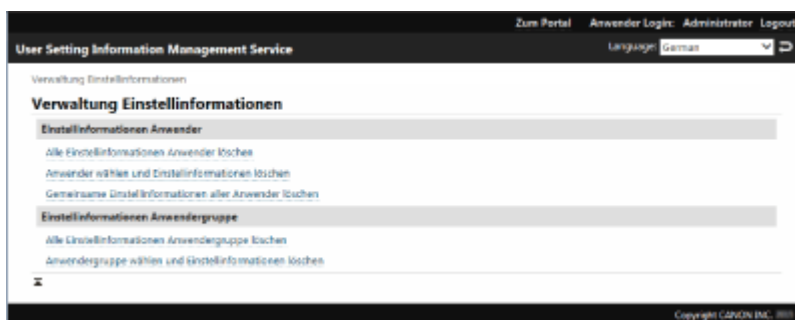 Zum Portal Anwender Login: Administrator Logout
User Setting Information Management Service Language: German
Verwaltung Einstellinformationen
Verwaltung Einstellinformationen
Einstellinformationen Anwender
Alle Einstellinformationen Anwender löschen
Anwender wählen und Einstellinformationen löschen
Gemeinsame Einstellinformationen aller Anwender löschen
Einstellinformationen Anwendergruppe
Alle Einstellinformationen Anwendergruppe löschen
Anwendergruppe wählen und Einstellinformationen löschen
Copyright CANON INC.